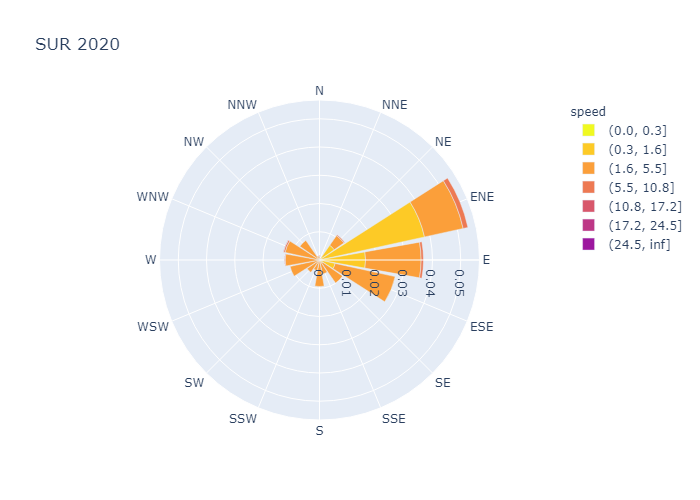 SUR 2020
N
NNE
NE
ENE
E
ESE
SE
SSE
S
SSW
SW
WSW
W
WNW
NW
NNW
0
0.01
0.02
0.03
0.04
0.05
speed
(0.0, 0.3]
(0.3, 1.6]
(1.6, 5.5]
(5.5, 10.8]
(10.8, 17.2]
(17.2, 24.5]
(24.5, inf]